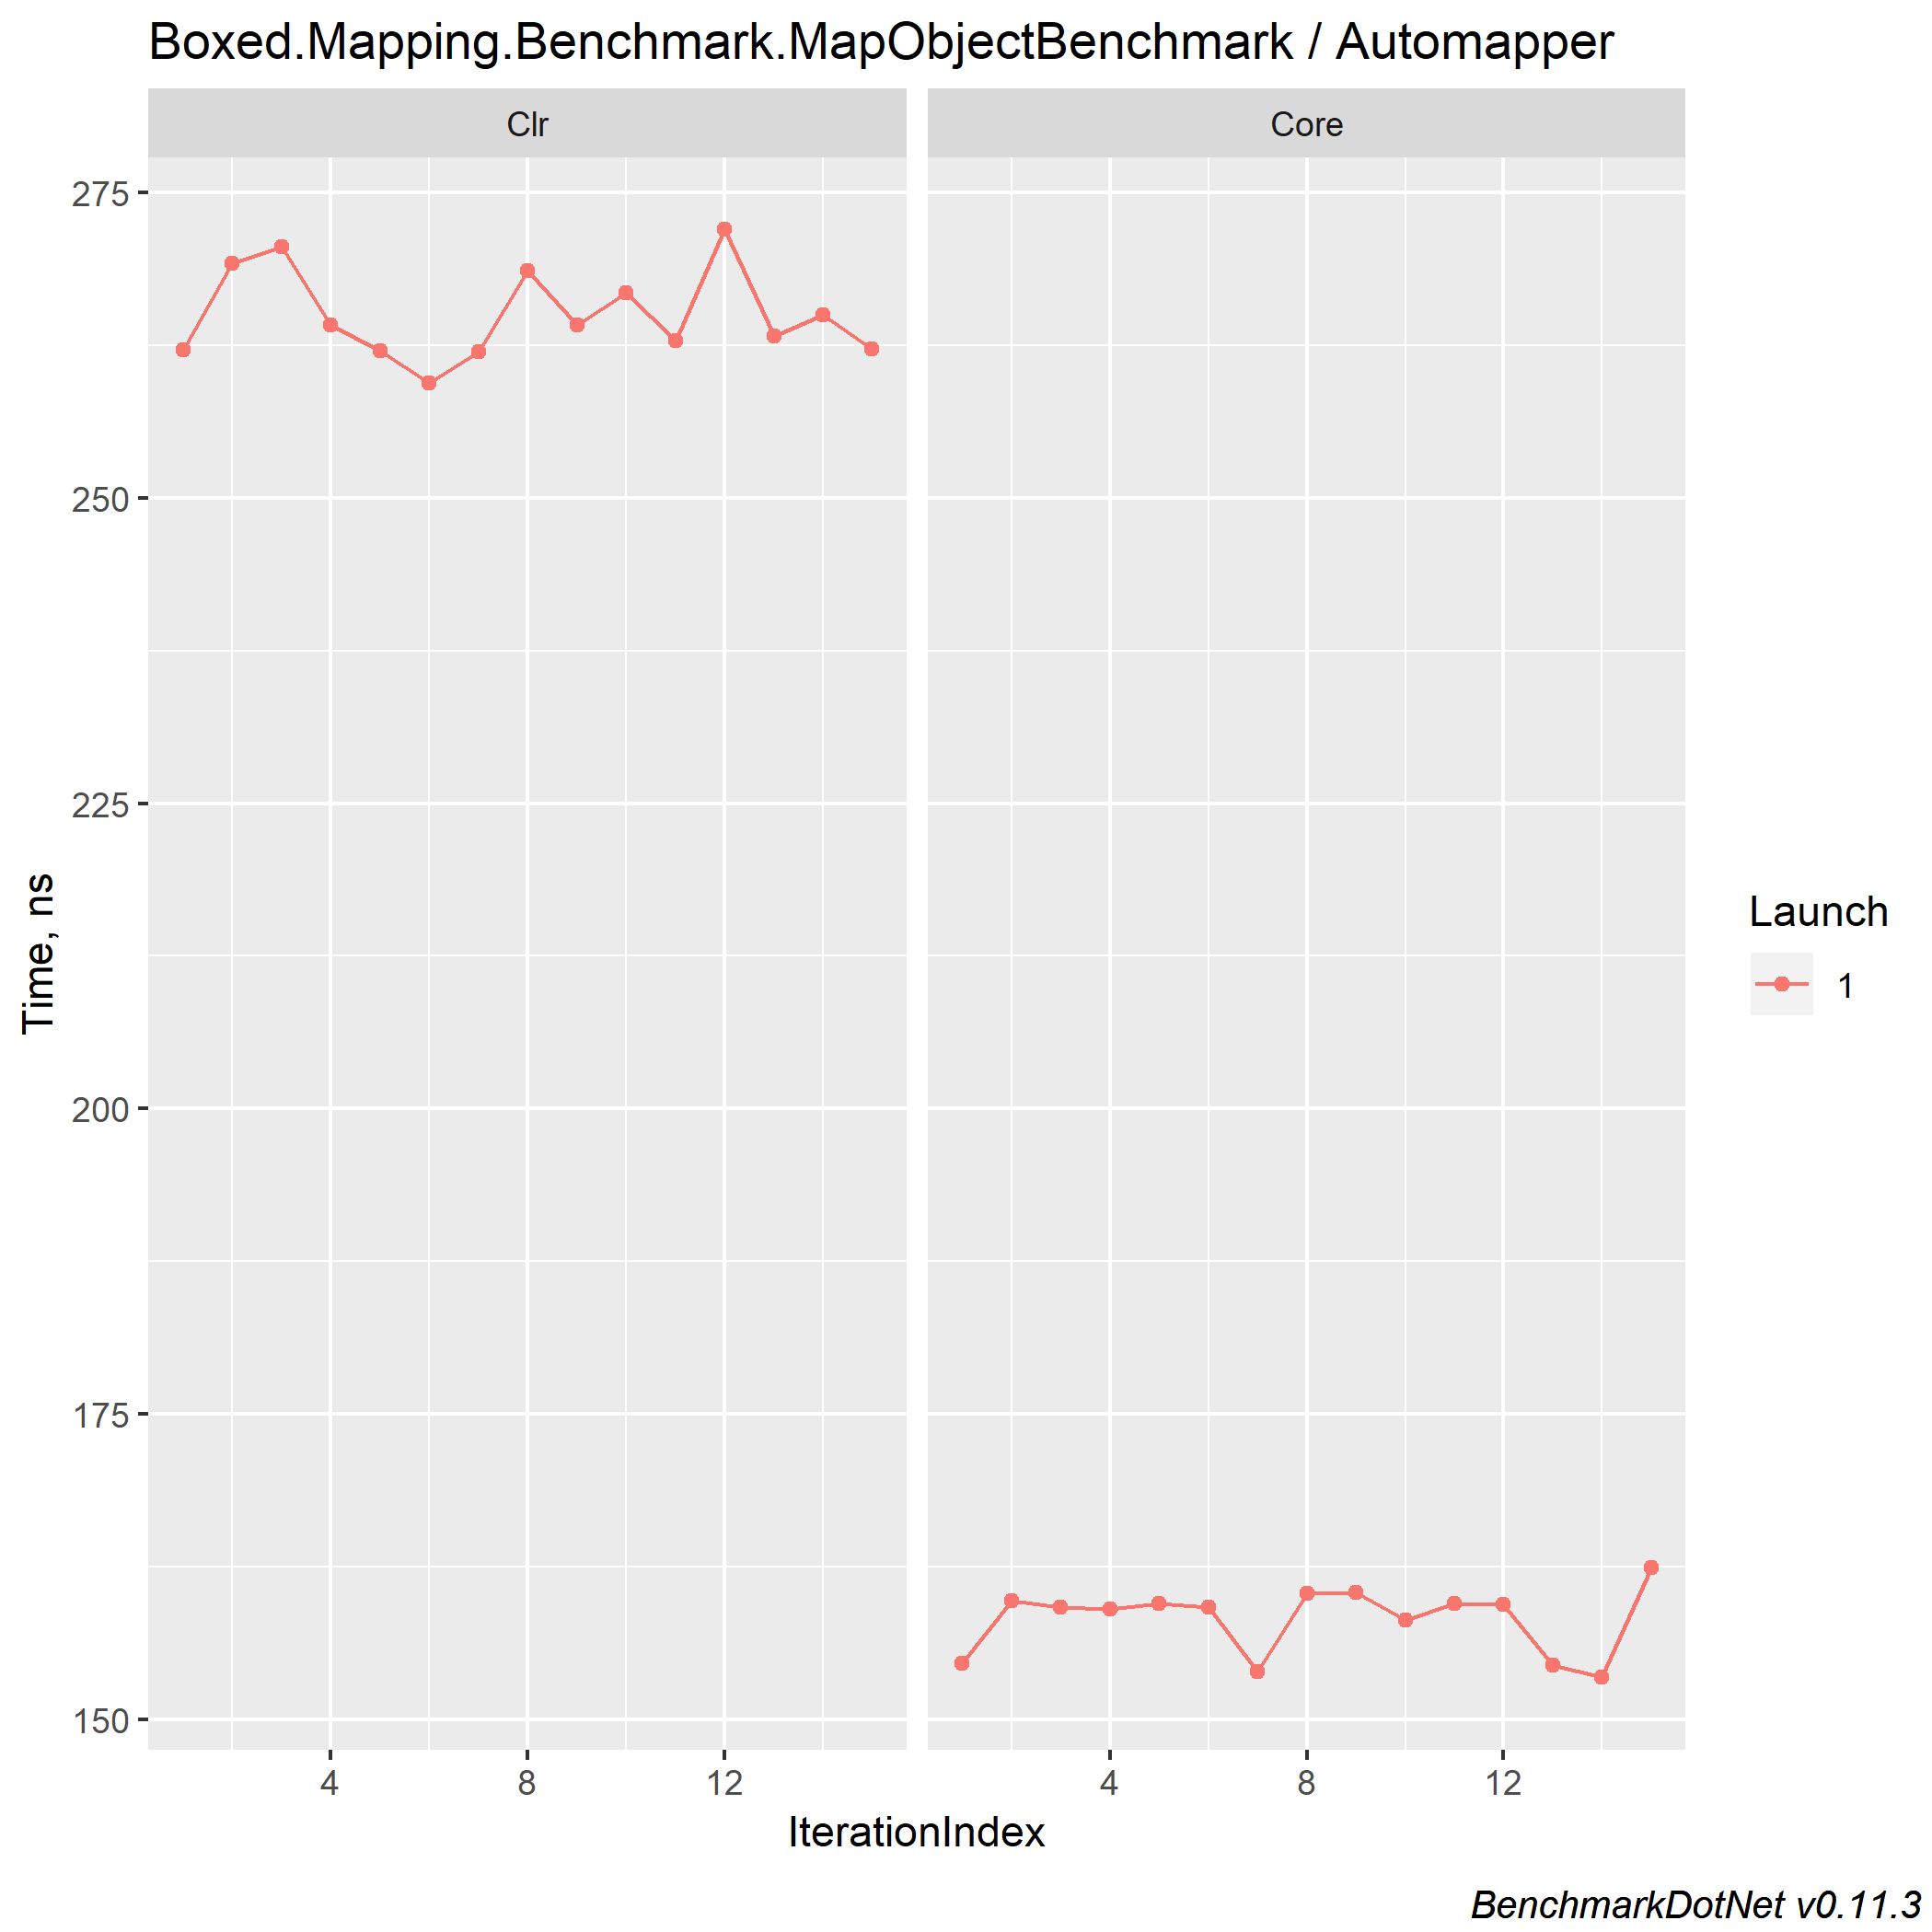 Boxed.Mapping.Benchmark.MapObjectBenchmark / Automapper
Clr
Core
275
250
225
200
175
150
Time, ns
4
8
12
4
8
12
IterationIndex
Launch
1
BenchmarkDotNet v0.11.3